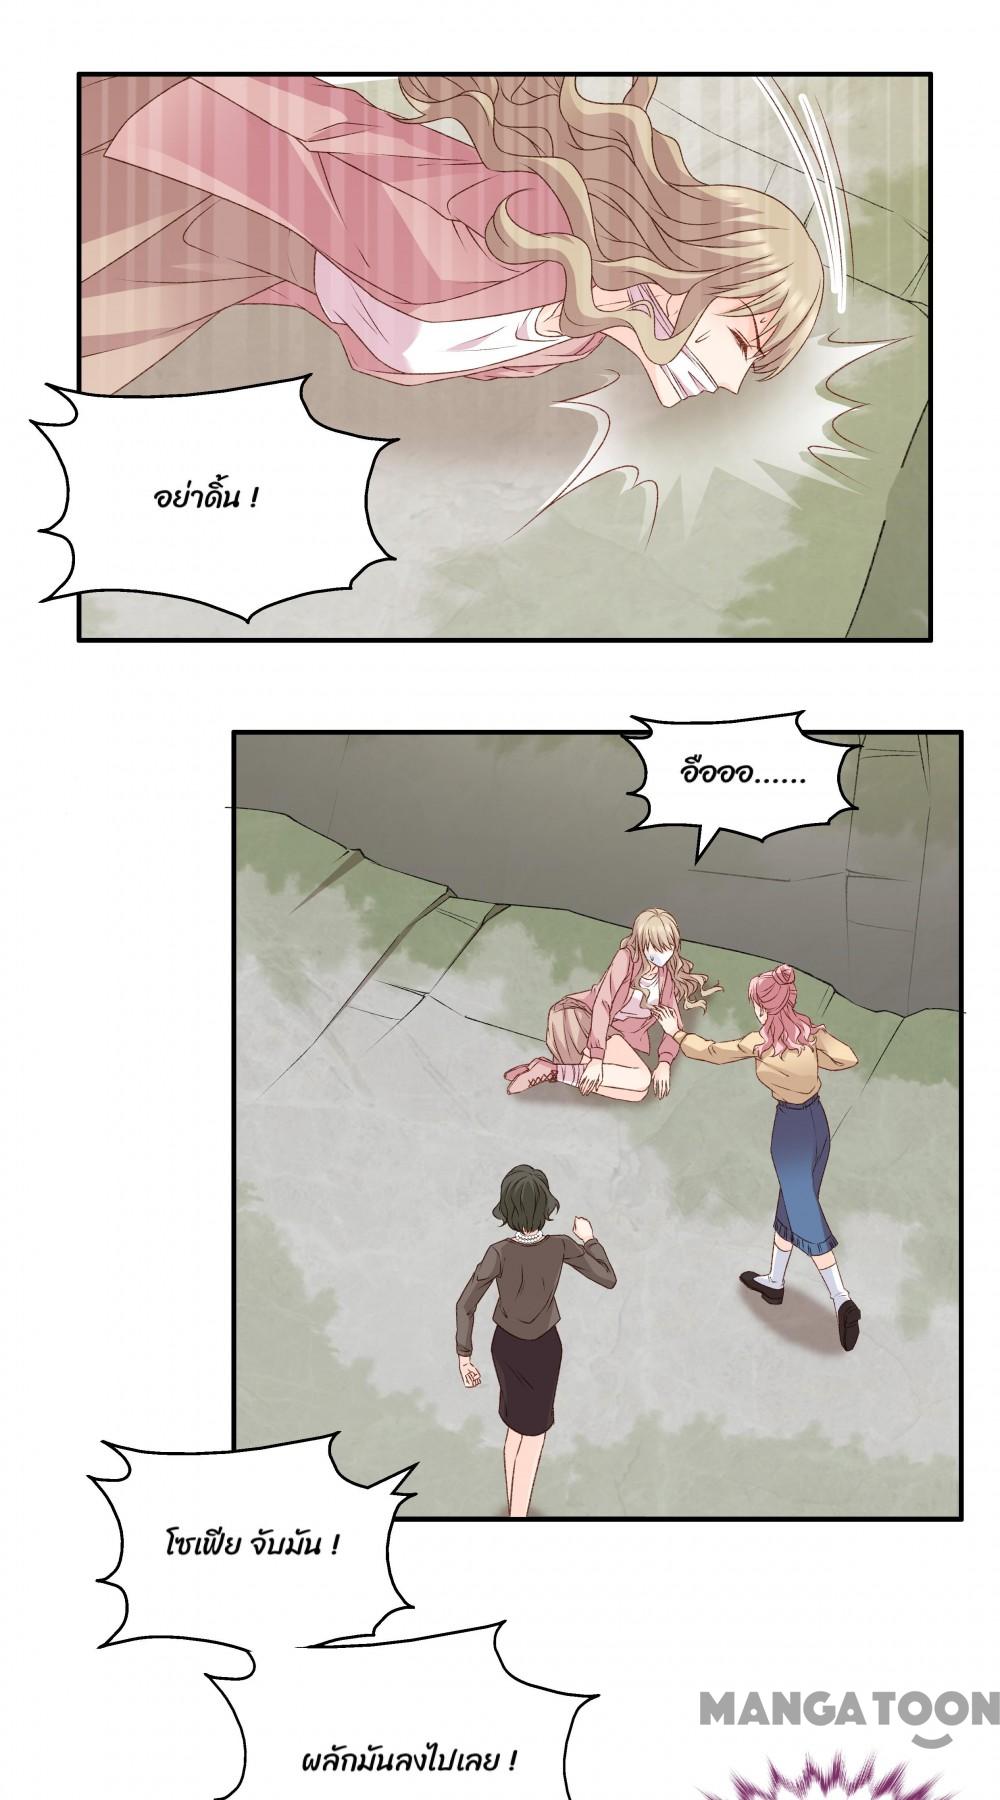 อย่าดิ้น !
อือออ......
โซเฟีย จับมัน !
ผลักมันลงไปเลย !
MANGATOON